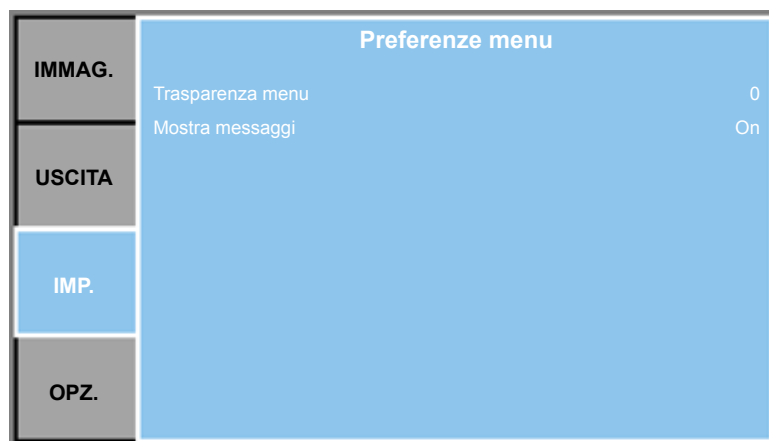 Preferenze menu
IMMAG.
Trasparenza menu 0
Mostra messaggi On
USCITA
IMP.
OPZ.